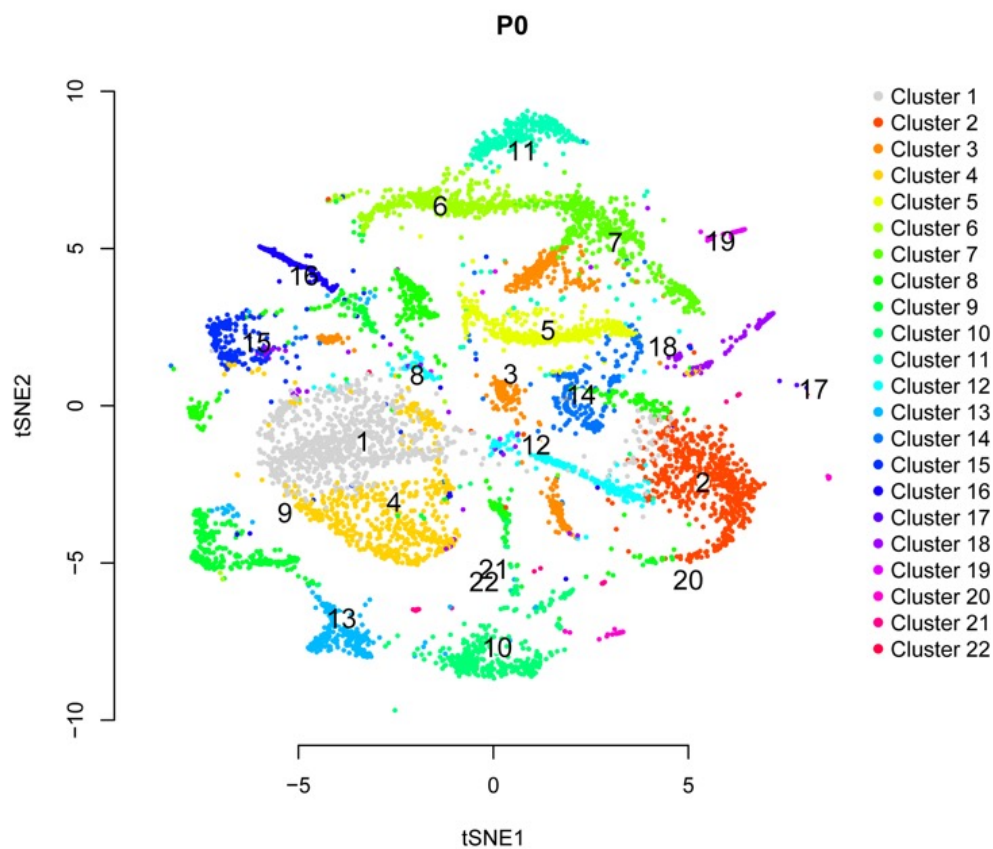 P0
10
5
0
−5
−10
tSNE2
−5
0
5
tSNE1
11
6
7
19
16
15
5
18
8
3
14
17
1
12
2
4
9
21
22
20
13
10
Cluster 1
Cluster 2
Cluster 3
Cluster 4
Cluster 5
Cluster 6
Cluster 7
Cluster 8
Cluster 9
Cluster 10
Cluster 11
Cluster 12
Cluster 13
Cluster 14
Cluster 15
Cluster 16
Cluster 17
Cluster 18
Cluster 19
Cluster 20
Cluster 21
Cluster 22